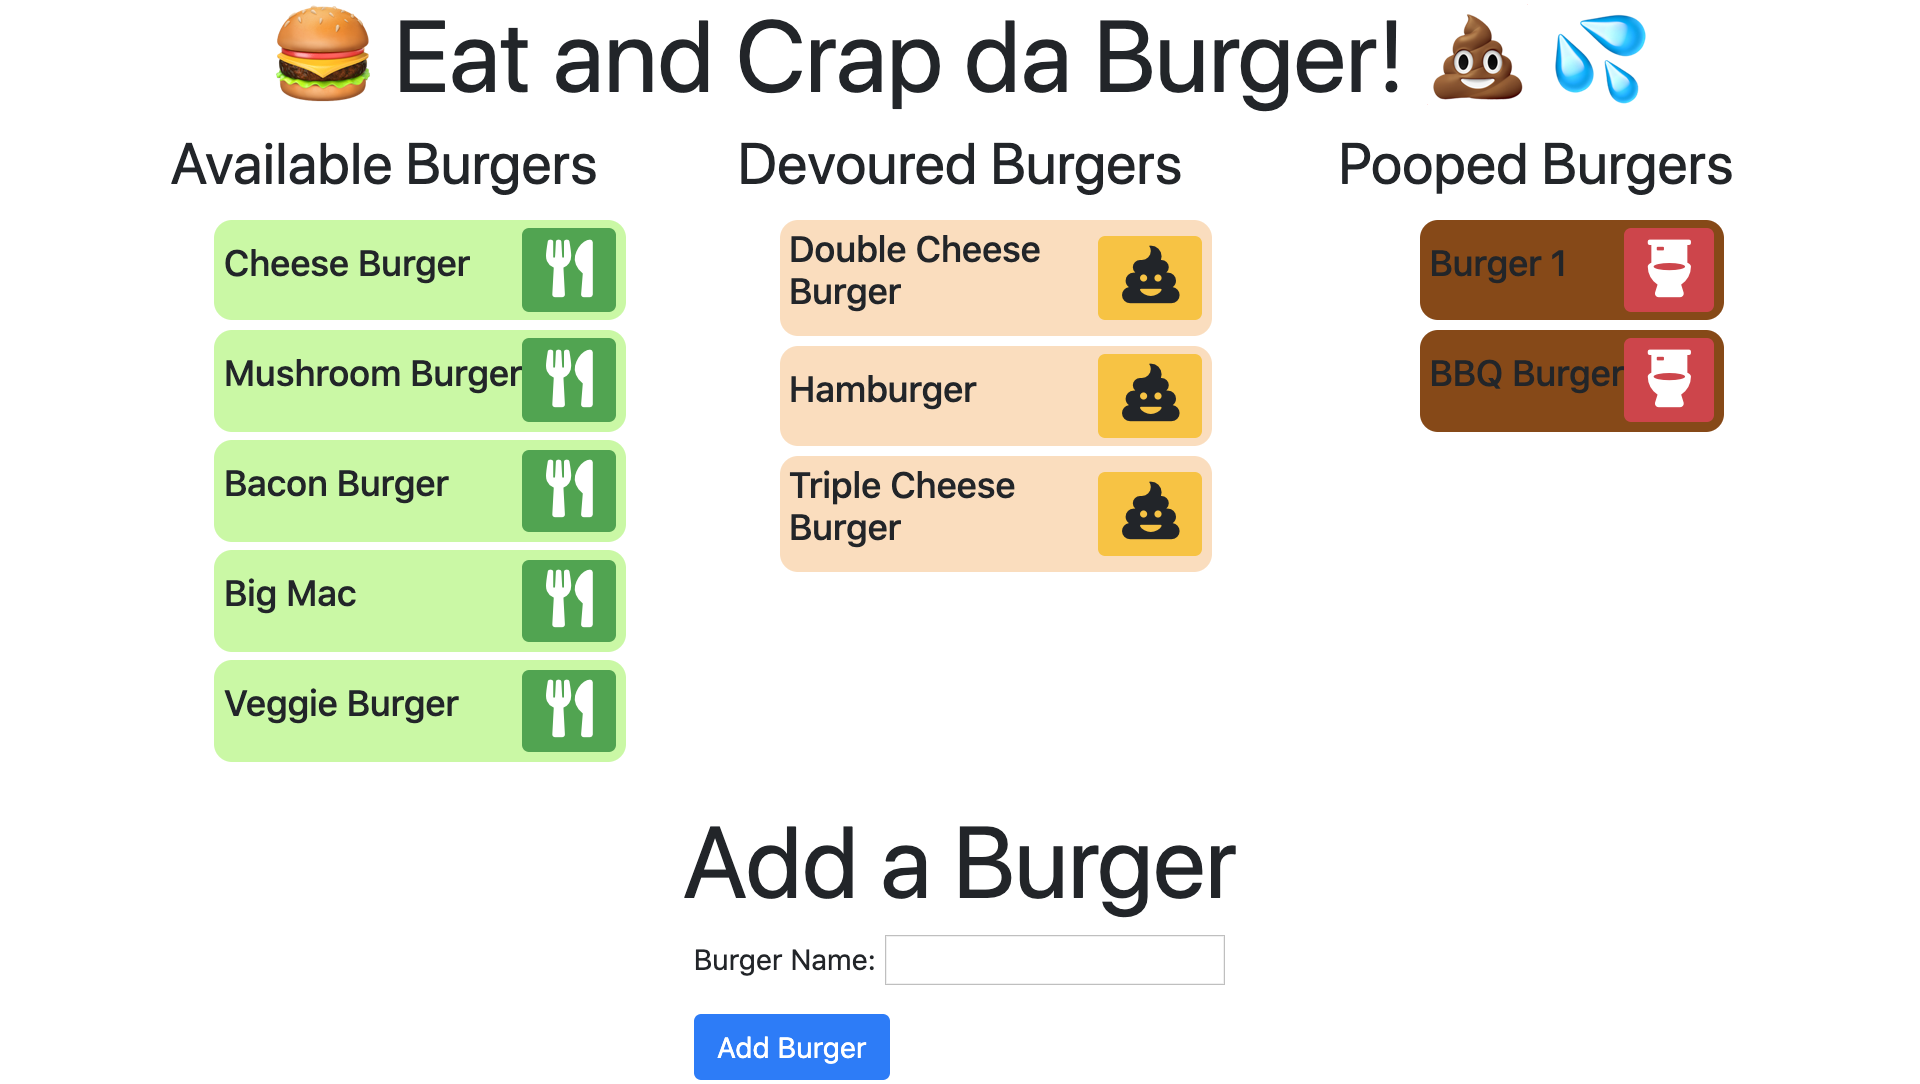 Eat and Crap da Burger!
Available Burgers
Cheese Burger
Mushroom Burger
Bacon Burger
Big Mac
Veggie Burger
Devoured Burgers
Double Cheese
Burger
Hamburger
Triple Cheese
Burger
Pooped Burgers
Burger 1
BBQ Burger
Add a Burger
Burger Name:
Add Burger